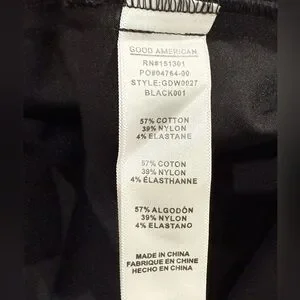 GOOD AMERICAN
RN#151301
PO#04764-00
STYLE:GDW0027
BLACK001
57% COTTON
39% NYLON
4% ELASTANE
57% COTON
39% NYLON
4% ÉLASTHANNE
57% ALGODÓN
39% NYLON
4% ELASTANO
MADE IN CHINA
FABRIQUE EN CHINE
HECHO EN CHINA